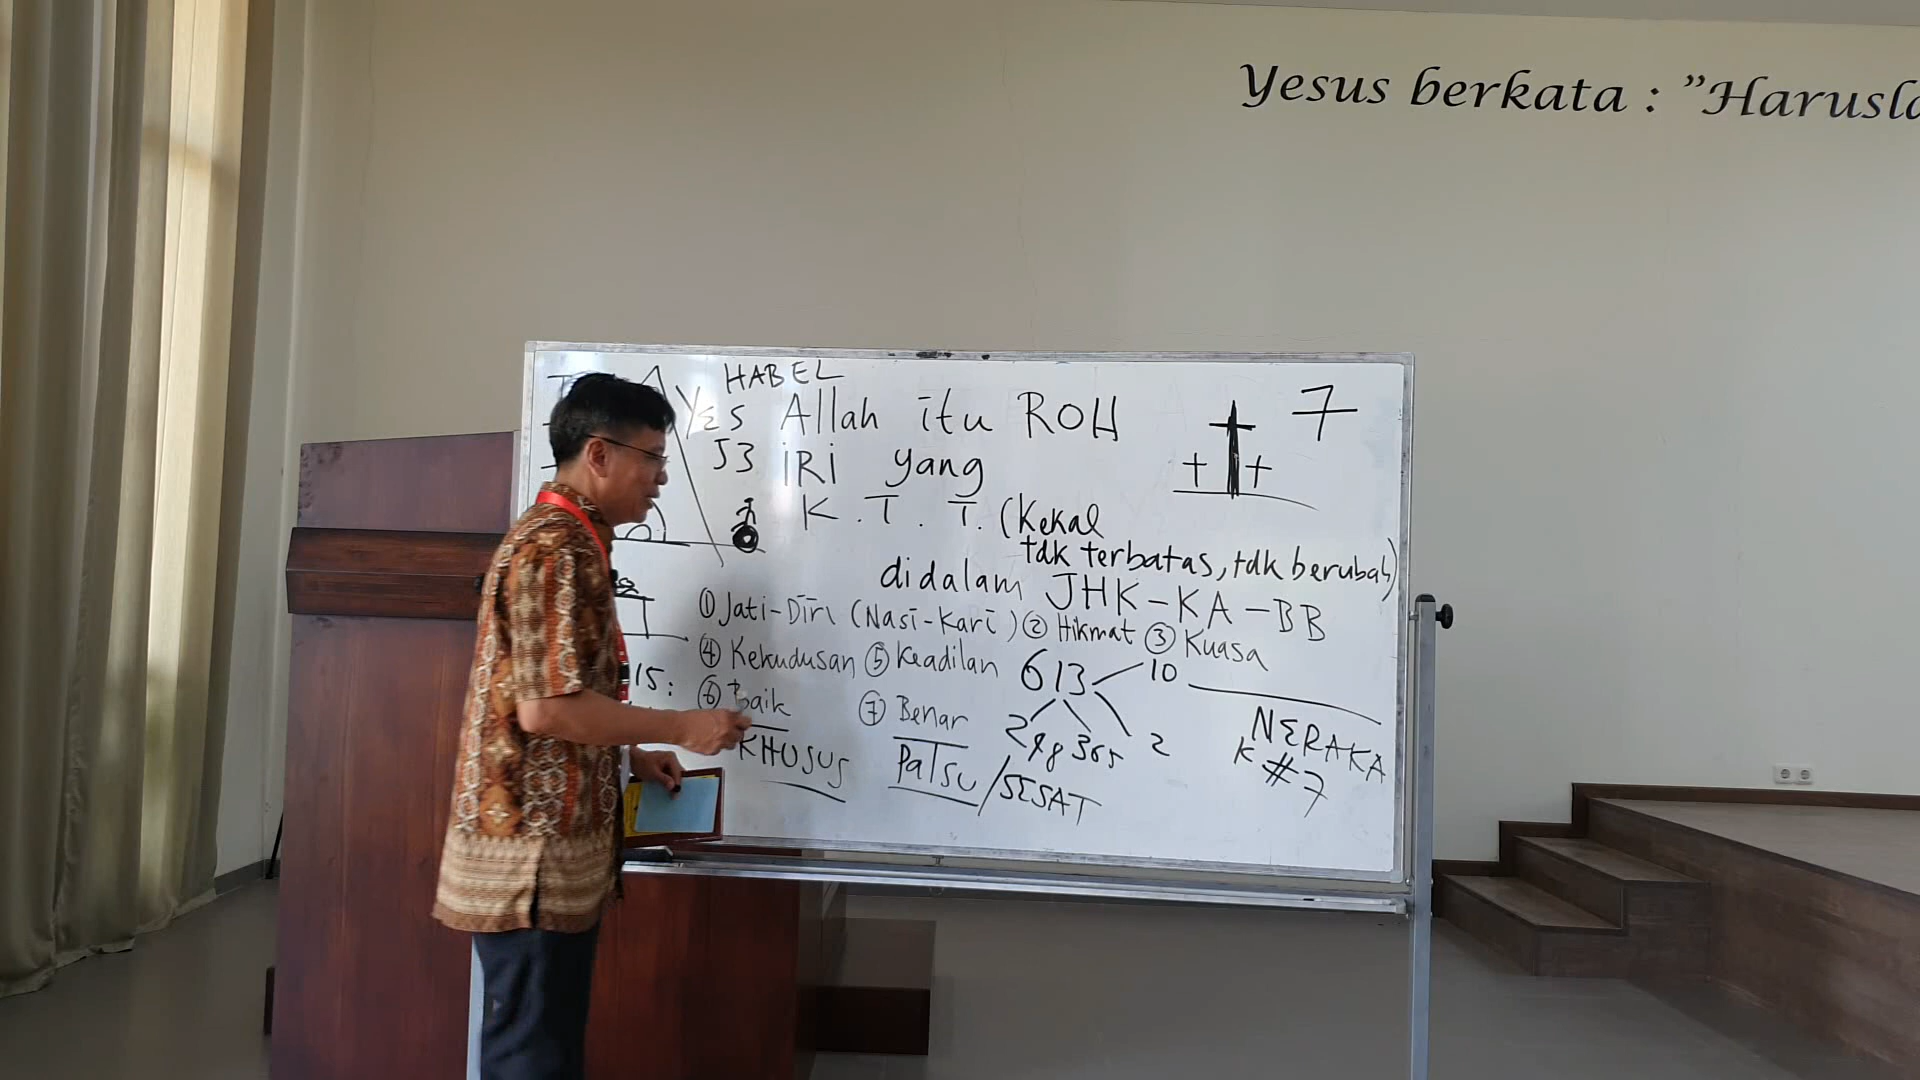 Yesus berkata : "Harusla
HABEL
YES Allah itu ROH
53 iRi yang
K.T.T. (Kekal
tdk terbatas, tdk berubah)
didalam JHK-KA-BB
① Jati-Diri (Nasi-Kari) ② Hikmat ③ Kuasa
④ Kekudusan ⑤ Keadilan
15: ⑥ Baik ⑦ Benar
KHUSUS PaTSu/SESAT
613 10
248 365 2
7
NERAKA
K #7